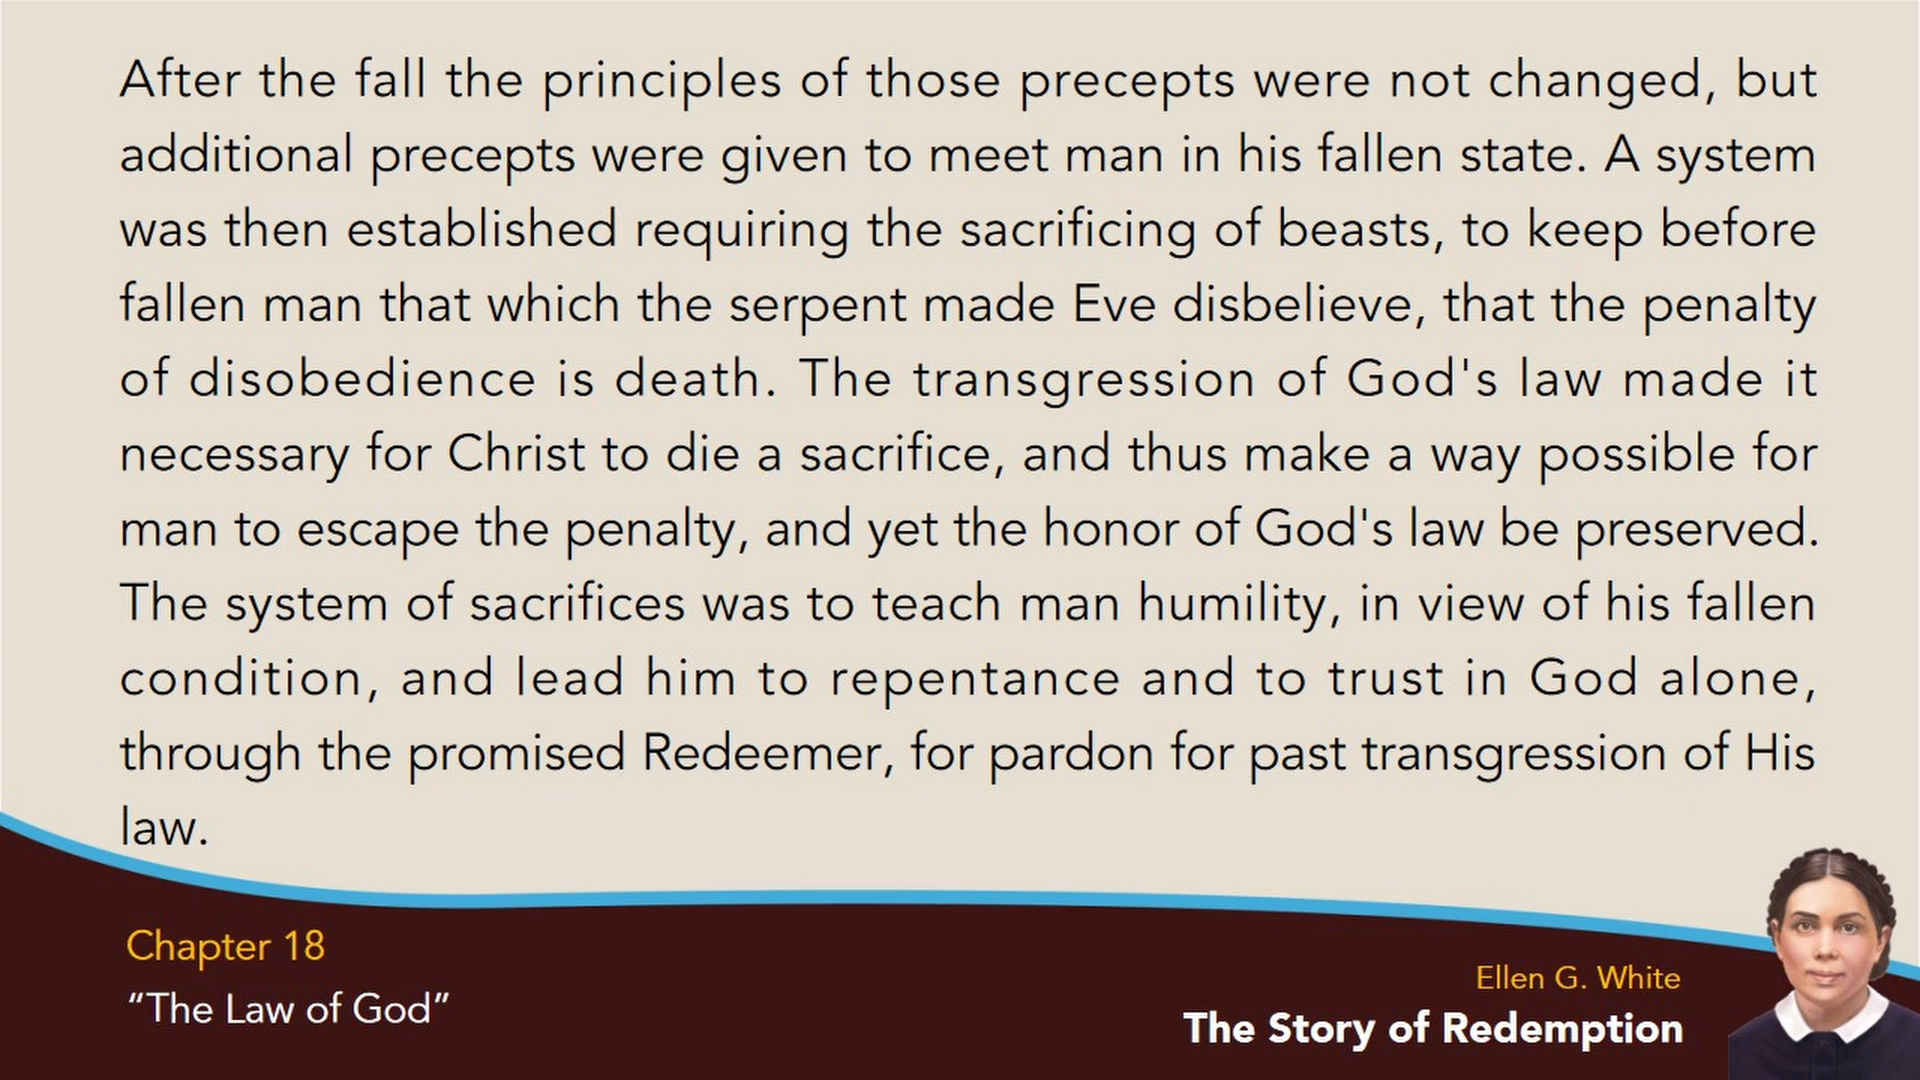 After the fall the principles of those precepts were not changed, but
additional precepts were given to meet man in his fallen state. A system
was then established requiring the sacrificing of beasts, to keep before
fallen man that which the serpent made Eve disbelieve, that the penalty
of disobedience is death. The transgression of God's law made it
necessary for Christ to die a sacrifice, and thus make a way possible for
man to escape the penalty, and yet the honor of God's law be preserved.
The system of sacrifices was to teach man humility, in view of his fallen
condition, and lead him to repentance and to trust in God alone,
through the promised Redeemer, for pardon for past transgression of His
law.
Chapter 18
“The Law of God”
Ellen G. White
The Story of Redemption